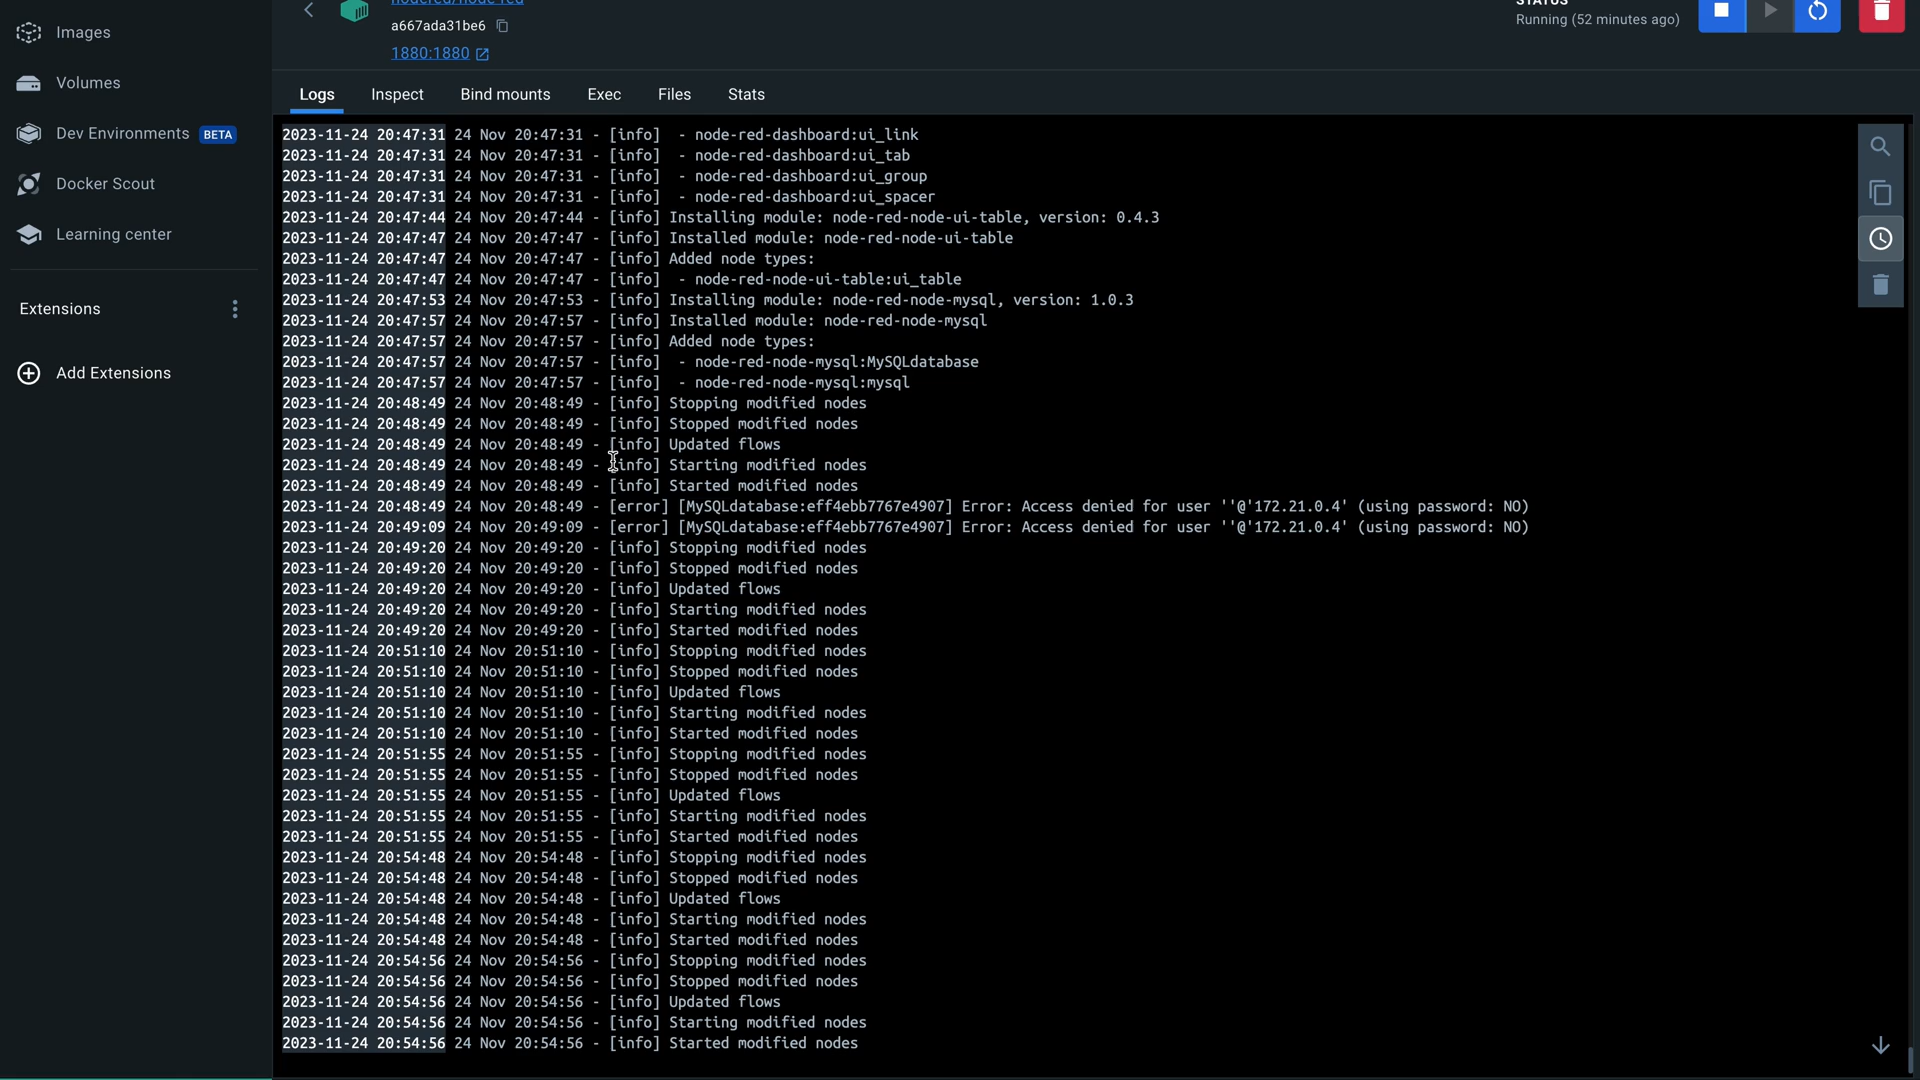 Images
Volumes
Dev Environments BETA
Docker Scout
Learning center
Extensions
Add Extensions
nodered/node-red
a667ada31be6
1880:1880
STATUS
Running (52 minutes ago)
Logs Inspect Bind mounts Exec Files Stats
2023-11-24 20:47:31 24 Nov 20:47:31 - [info]  - node-red-dashboard:ui_link
2023-11-24 20:47:31 24 Nov 20:47:31 - [info]  - node-red-dashboard:ui_tab
2023-11-24 20:47:31 24 Nov 20:47:31 - [info]  - node-red-dashboard:ui_group
2023-11-24 20:47:31 24 Nov 20:47:31 - [info]  - node-red-dashboard:ui_spacer
2023-11-24 20:47:44 24 Nov 20:47:44 - [info] Installing module: node-red-node-ui-table, version: 0.4.3
2023-11-24 20:47:47 24 Nov 20:47:47 - [info] Installed module: node-red-node-ui-table
2023-11-24 20:47:47 24 Nov 20:47:47 - [info] Added node types:
2023-11-24 20:47:47 24 Nov 20:47:47 - [info]  - node-red-node-ui-table:ui_table
2023-11-24 20:47:53 24 Nov 20:47:53 - [info] Installing module: node-red-node-mysql, version: 1.0.3
2023-11-24 20:47:57 24 Nov 20:47:57 - [info] Installed module: node-red-node-mysql
2023-11-24 20:47:57 24 Nov 20:47:57 - [info] Added node types:
2023-11-24 20:47:57 24 Nov 20:47:57 - [info]  - node-red-node-mysql:MySQLdatabase
2023-11-24 20:47:57 24 Nov 20:47:57 - [info]  - node-red-node-mysql:mysql
2023-11-24 20:48:49 24 Nov 20:48:49 - [info] Stopping modified nodes
2023-11-24 20:48:49 24 Nov 20:48:49 - [info] Stopped modified nodes
2023-11-24 20:48:49 24 Nov 20:48:49 - [info] Updated flows
2023-11-24 20:48:49 24 Nov 20:48:49 - [info] Starting modified nodes
2023-11-24 20:48:49 24 Nov 20:48:49 - [info] Started modified nodes
2023-11-24 20:48:49 24 Nov 20:48:49 - [error] [MySQLdatabase:eff4ebb7767e4907] Error: Access denied for user ''@'172.21.0.4' (using password: NO)
2023-11-24 20:49:09 24 Nov 20:49:09 - [error] [MySQLdatabase:eff4ebb7767e4907] Error: Access denied for user ''@'172.21.0.4' (using password: NO)
2023-11-24 20:49:20 24 Nov 20:49:20 - [info] Stopping modified nodes
2023-11-24 20:49:20 24 Nov 20:49:20 - [info] Stopped modified nodes
2023-11-24 20:49:20 24 Nov 20:49:20 - [info] Updated flows
2023-11-24 20:49:20 24 Nov 20:49:20 - [info] Starting modified nodes
2023-11-24 20:49:20 24 Nov 20:49:20 - [info] Started modified nodes
2023-11-24 20:51:10 24 Nov 20:51:10 - [info] Stopping modified nodes
2023-11-24 20:51:10 24 Nov 20:51:10 - [info] Stopped modified nodes
2023-11-24 20:51:10 24 Nov 20:51:10 - [info] Updated flows
2023-11-24 20:51:10 24 Nov 20:51:10 - [info] Starting modified nodes
2023-11-24 20:51:10 24 Nov 20:51:10 - [info] Started modified nodes
2023-11-24 20:51:55 24 Nov 20:51:55 - [info] Stopping modified nodes
2023-11-24 20:51:55 24 Nov 20:51:55 - [info] Stopped modified nodes
2023-11-24 20:51:55 24 Nov 20:51:55 - [info] Updated flows
2023-11-24 20:51:55 24 Nov 20:51:55 - [info] Starting modified nodes
2023-11-24 20:51:55 24 Nov 20:51:55 - [info] Started modified nodes
2023-11-24 20:54:48 24 Nov 20:54:48 - [info] Stopping modified nodes
2023-11-24 20:54:48 24 Nov 20:54:48 - [info] Stopped modified nodes
2023-11-24 20:54:48 24 Nov 20:54:48 - [info] Updated flows
2023-11-24 20:54:48 24 Nov 20:54:48 - [info] Starting modified nodes
2023-11-24 20:54:48 24 Nov 20:54:48 - [info] Started modified nodes
2023-11-24 20:54:56 24 Nov 20:54:56 - [info] Stopping modified nodes
2023-11-24 20:54:56 24 Nov 20:54:56 - [info] Stopped modified nodes
2023-11-24 20:54:56 24 Nov 20:54:56 - [info] Updated flows
2023-11-24 20:54:56 24 Nov 20:54:56 - [info] Starting modified nodes
2023-11-24 20:54:56 24 Nov 20:54:56 - [info] Started modified nodes